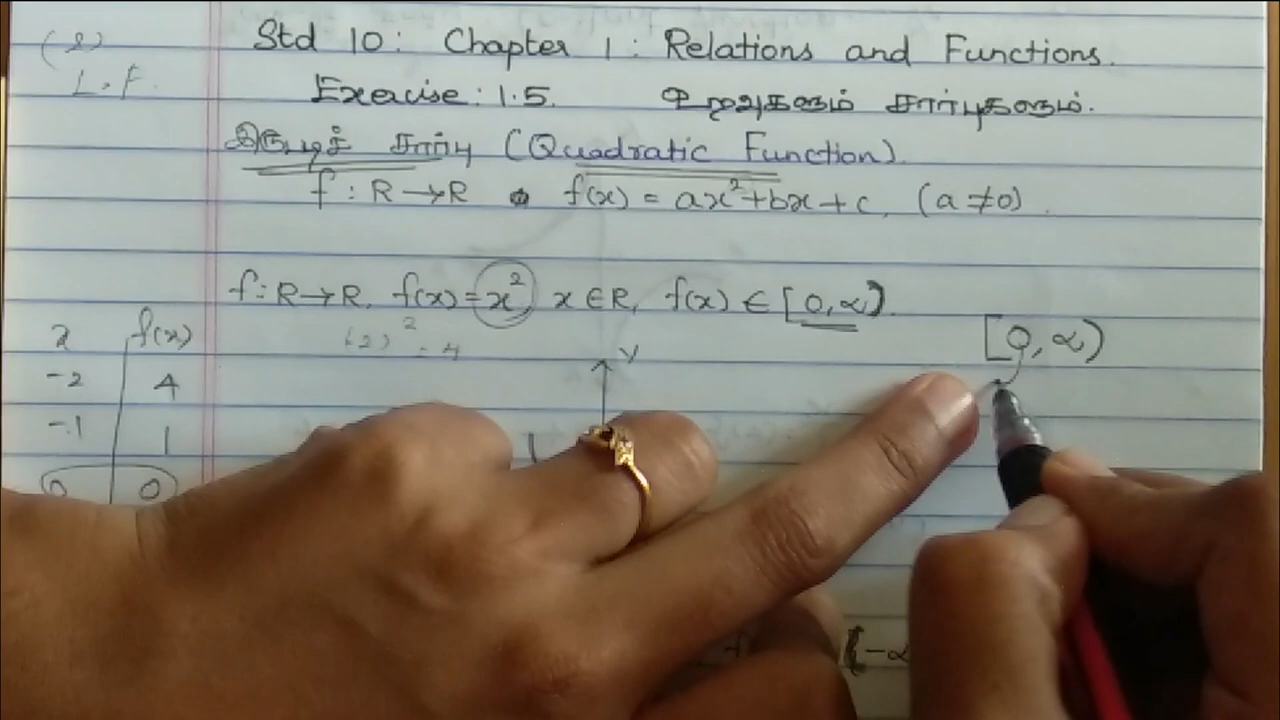 (2)
L.F.
Std 10: Chapter 1: Relations and Functions.
Exercise: 1.5. உறவுகளும் சார்புகளும்.
இருபடிச் சார்பு (Quadratic Function).
f : R → R f(x) = ax²+bx+c, (a ≠ 0).
f: R → R, f(x) = x², x ∈ R, f(x) ∈ [0, ∝).
(2)² = 4
[0, ∝)
x f(x)
-2 4
-1 1
0 0
y
(-∝